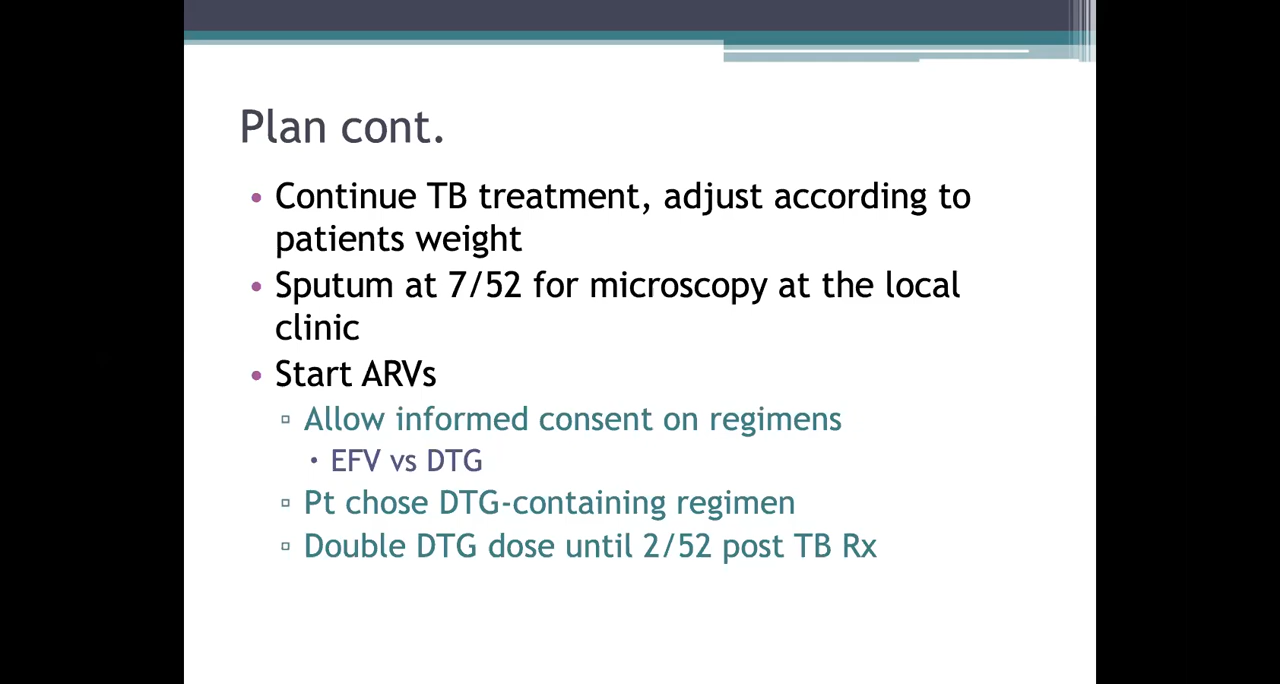 Plan cont.
• Continue TB treatment, adjust according to
patients weight
• Sputum at 7/52 for microscopy at the local
clinic
• Start ARVs
▫ Allow informed consent on regimens
• EFV vs DTG
▫ Pt chose DTG-containing regimen
▫ Double DTG dose until 2/52 post TB Rx